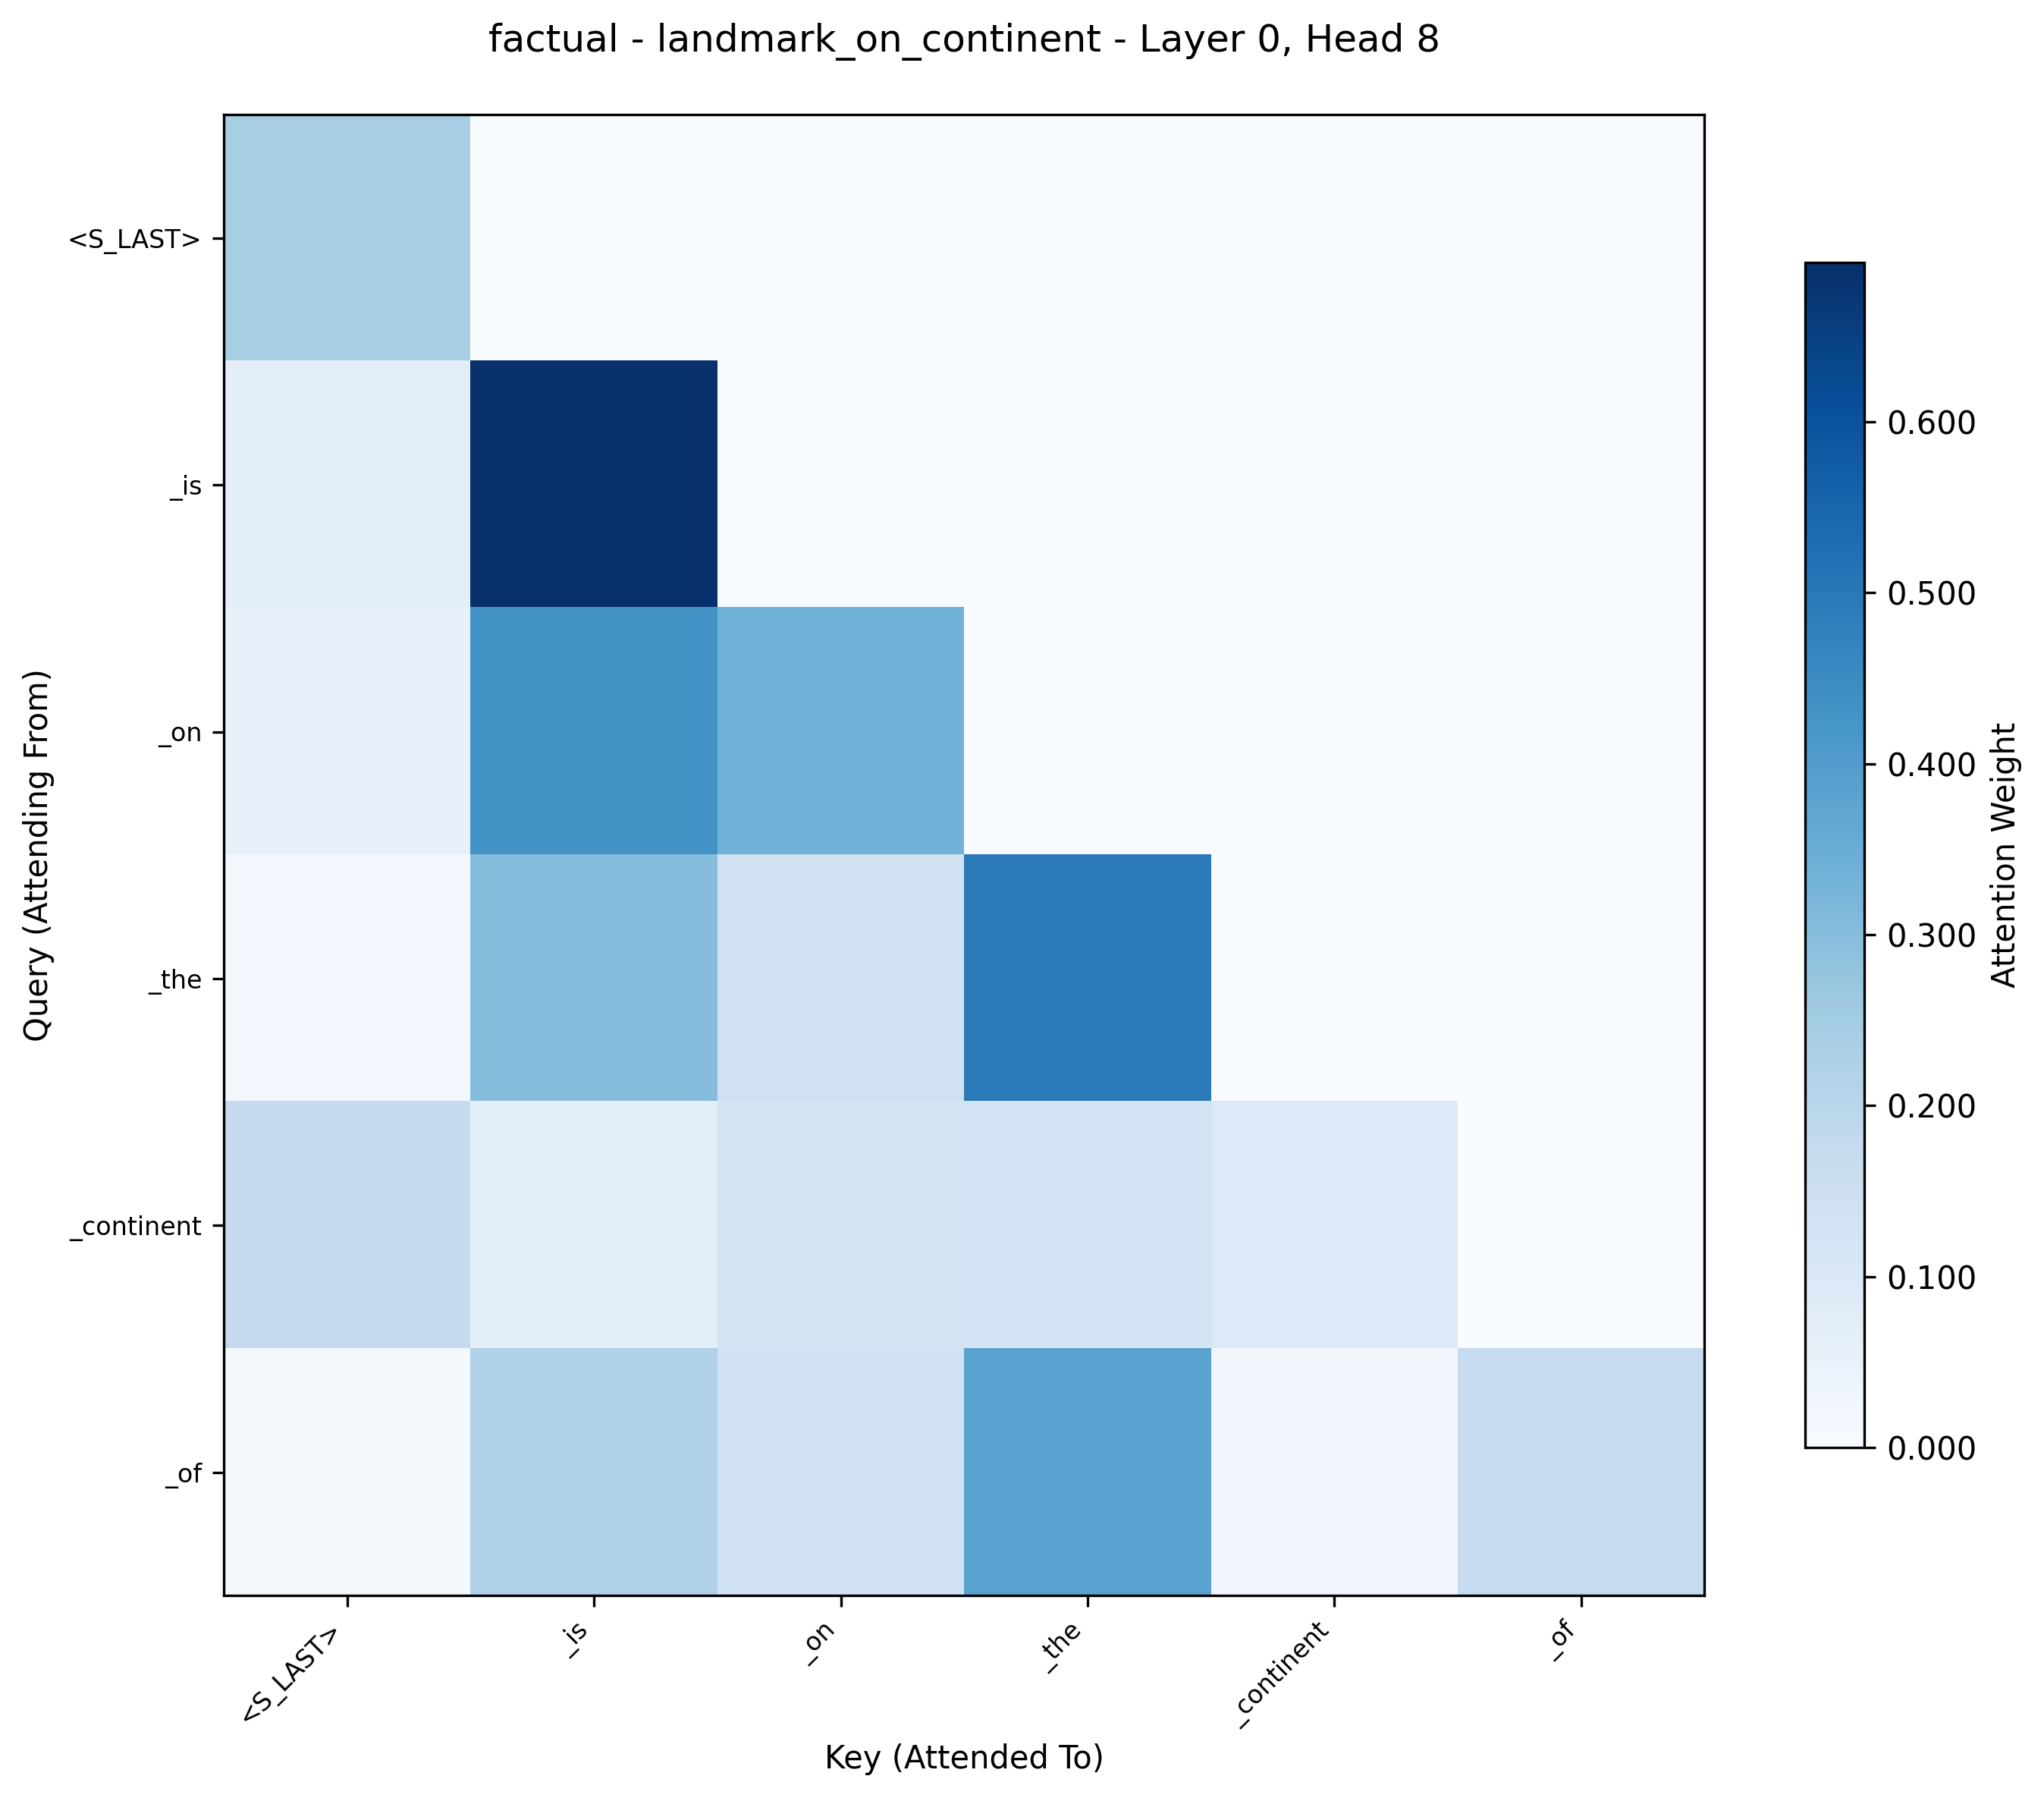 factual - landmark_on_continent - Layer 0, Head 8
Query (Attending From)
<S_LAST>
_is
_on
_the
_continent
_of
<S_LAST>
_is
_on
_the
_continent
_of
Key (Attended To)
0.600
0.500
0.400
0.300
0.200
0.100
0.000
Attention Weight